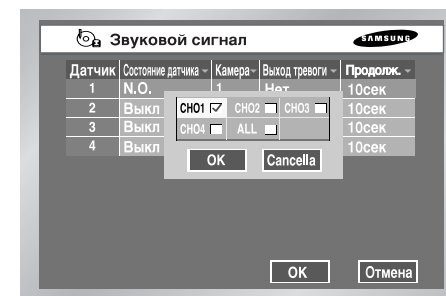 Звуковой сигнал
SAMSUNG
Датчик Состояние датчика Камера Выход тревоги Продолж.
1 N.O. 1 Нет 10сек
2 Выкл 10сек
3 Выкл 10сек
4 Выкл 10сек
CH01 CH02 CH03
CH04 ALL
OK Cancella
OK Отмена